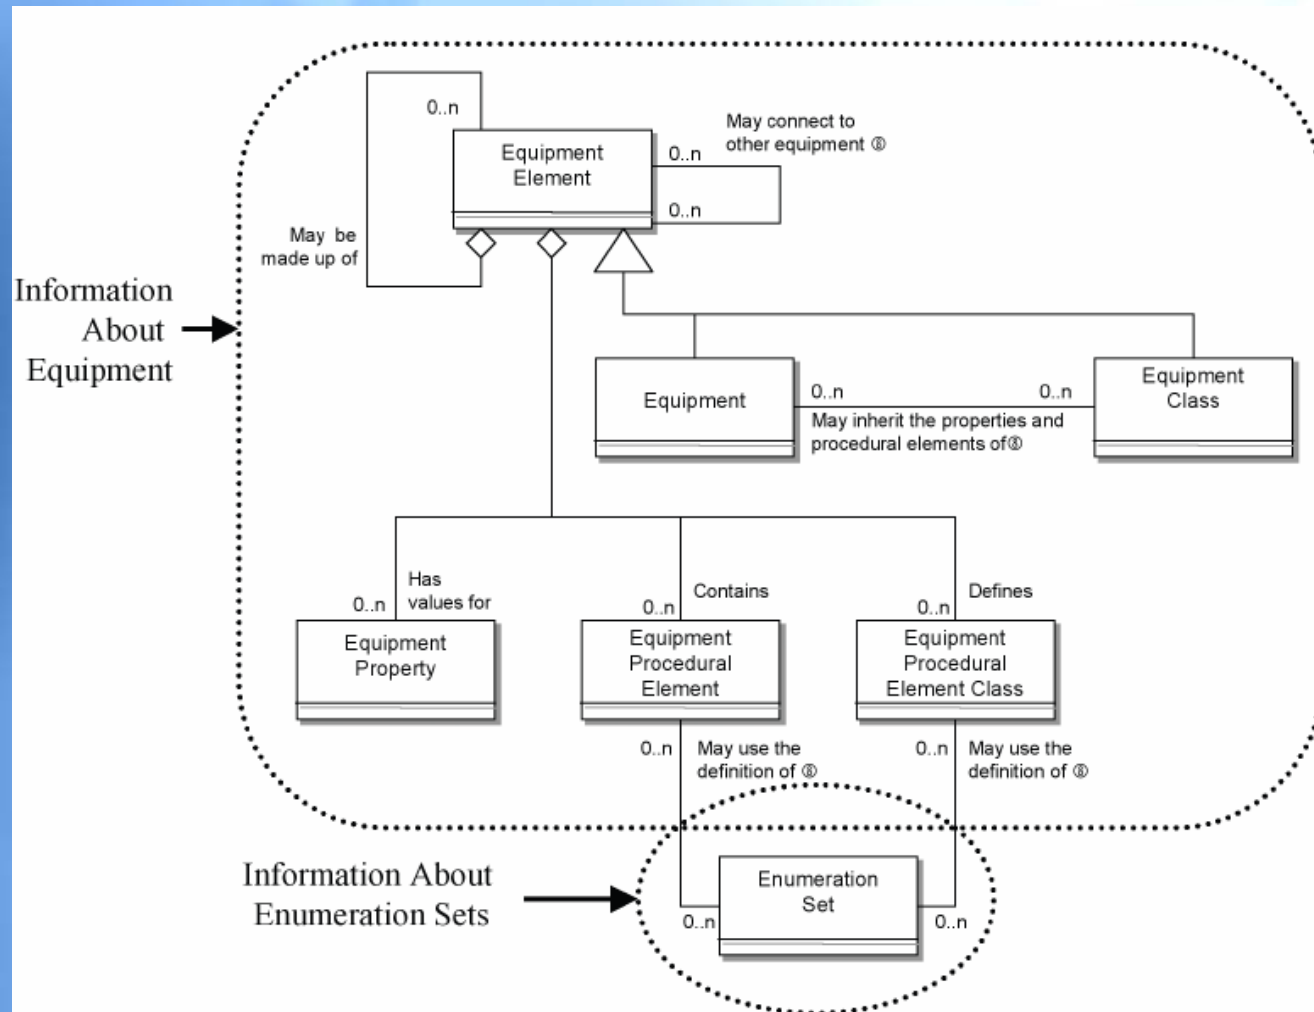 0..n
Equipment
Element
0..n
0..n
May connect to
other equipment ⑧
May be
made up of
Information
About
Equipment
Equipment
0..n
0..n
May inherit the properties and
procedural elements of⑧
Equipment
Class
Has
values for
0..n
Contains
0..n
Defines
0..n
Equipment
Property
Equipment
Procedural
Element
Equipment
Procedural
Element Class
0..n
May use the
definition of ⑧
0..n
May use the
definition of ⑧
Information About
Enumeration Sets
Enumeration
Set
0..n
0..n